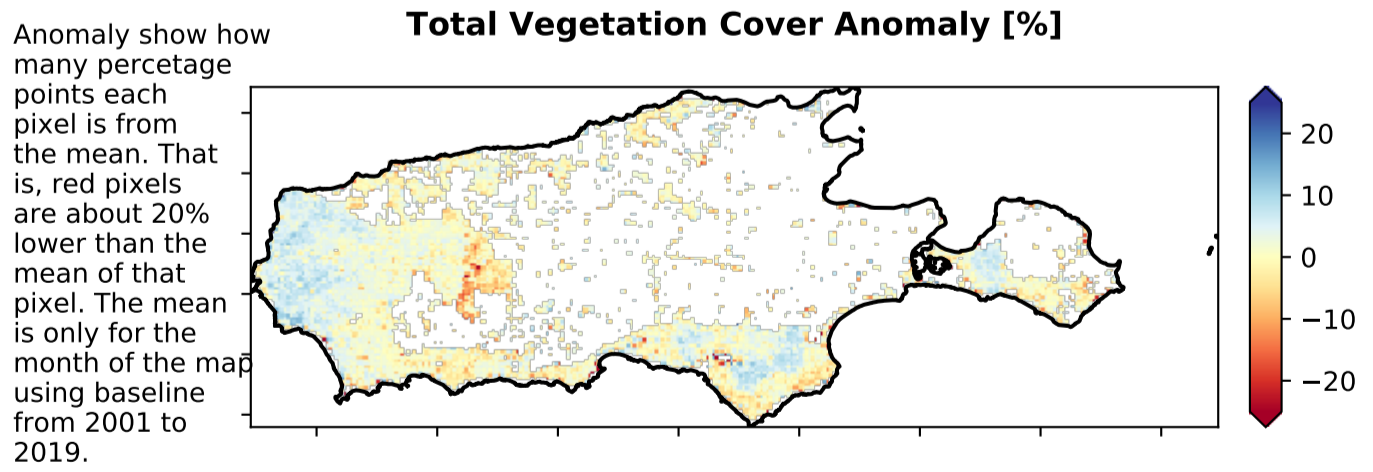 Total Vegetation Cover Anomaly [%]
Anomaly show how
many percetage
points each
pixel is from
the mean. That
is, red pixels
are about 20%
lower than the
mean of that
pixel. The mean
is only for the
month of the map
using baseline
from 2001 to
2019.
20
10
0
−10
−20